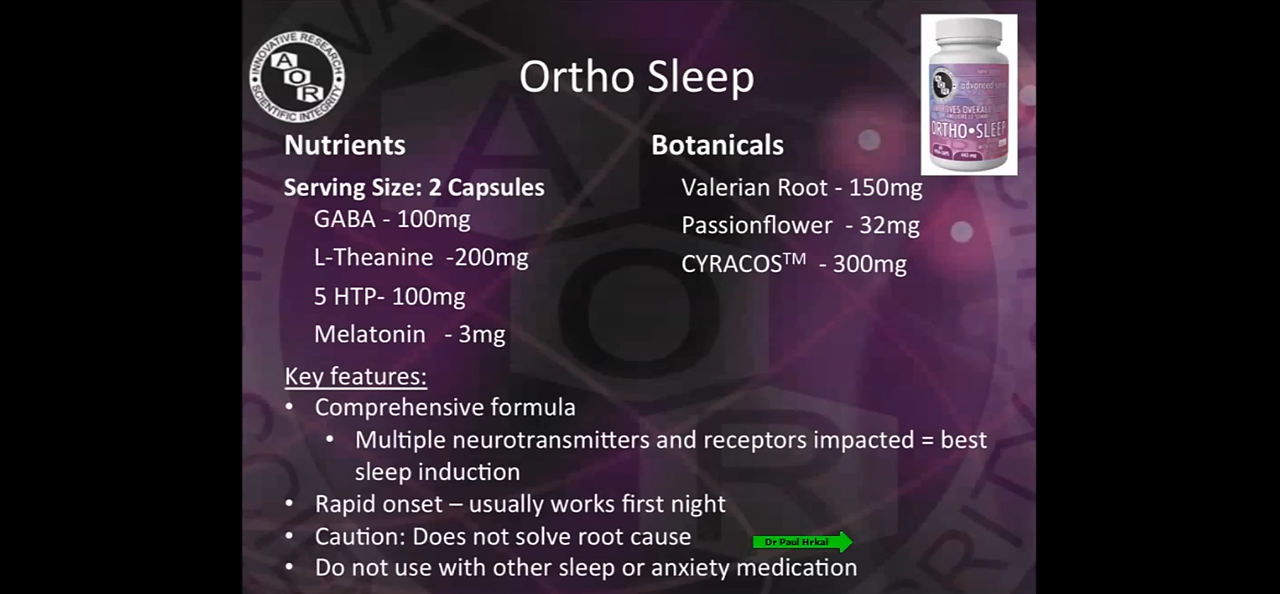 INNOVATIVE RESEARCH
AOR
SCIENTIFIC INTEGRITY
Ortho Sleep
advanced
ORTHO•SLEEP
Nutrients
Serving Size: 2 Capsules
GABA - 100mg
L-Theanine -200mg
5 HTP- 100mg
Melatonin - 3mg
Botanicals
Valerian Root - 150mg
Passionflower - 32mg
CYRACOS™ - 300mg
Key features:
• Comprehensive formula
• Multiple neurotransmitters and receptors impacted = best
sleep induction
• Rapid onset – usually works first night
• Caution: Does not solve root cause
Dr Paul Hrkal
• Do not use with other sleep or anxiety medication